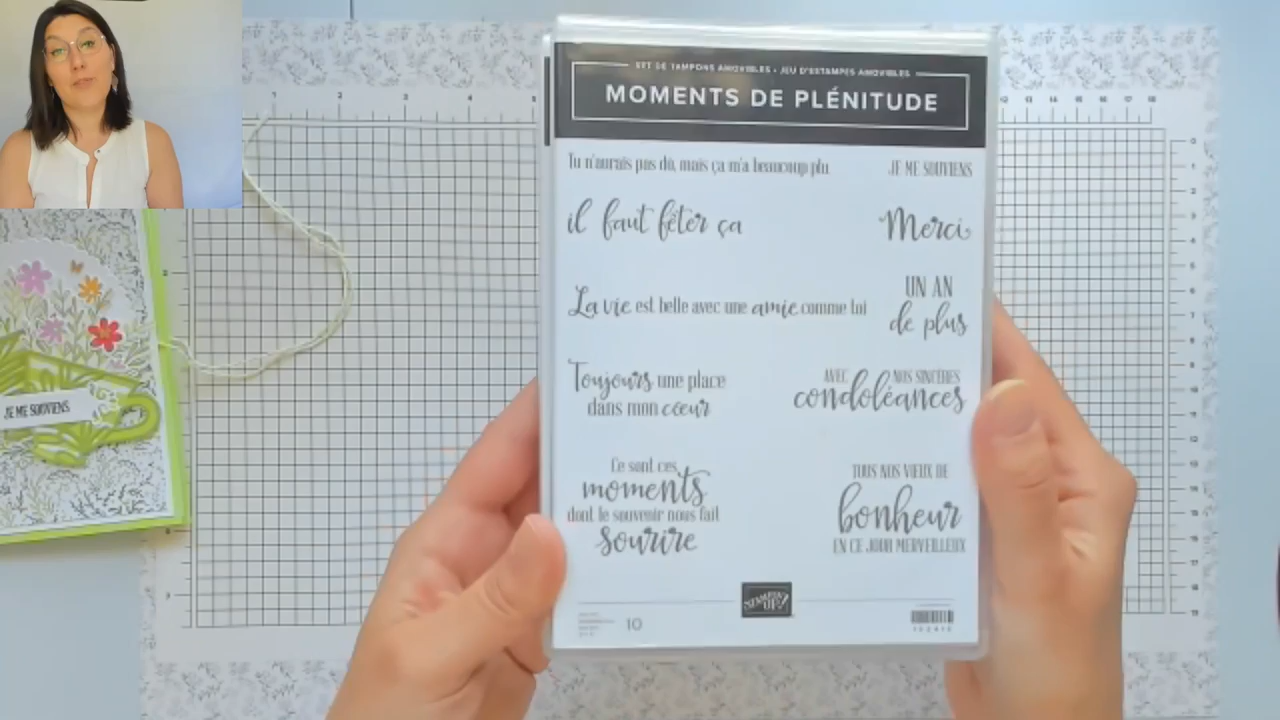 SET DE TAMPONS AMOVIBLES • JEU D'ESTAMPES AMOVIBLES
MOMENTS DE PLÉNITUDE
Tu n'aurais pas dû, mais ça m'a beaucoup plu
JE ME SOUVIENS
il faut fêter ça
Merci
La vie est belle avec une amie comme toi
UN AN
de plus
Toujours une place
dans mon cœur
AVEC NOS SINCÈRES
condoléances
Ce sont ces
moments
dont le souvenir nous fait
sourire
TOUS NOS VŒUX DE
bonheur
EN CE JOUR MERVEILLEUX
STAMPIN' UP!
10
JE ME SOUVIENS